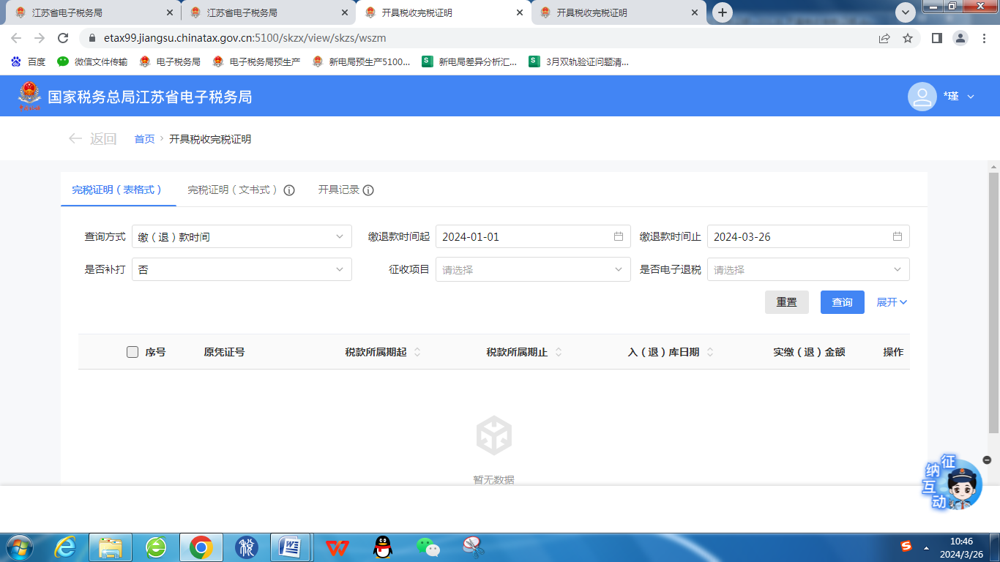 江苏省电子税务局
江苏省电子税务局
开具税收完税证明
开具税收完税证明
etax99.jiangsu.chinatax.gov.cn:5100/skzx/view/skzs/wszm
百度
微信文件传输
电子税务局
电子税务局预生产
新电局预生产5100...
新电局差异分析汇...
3月双轨验证问题清...
国家税务总局江苏省电子税务局
*瑾
返回
首页 > 开具税收完税证明
完税证明（表格式）
完税证明（文书式）
开具记录
查询方式 缴（退）款时间
缴退款时间起 2024-01-01
缴退款时间止 2024-03-26
是否补打 否
征收项目 请选择
是否电子退税 请选择
重置 查询 展开
序号 原凭证号 税款所属期起 税款所属期止 入（退）库日期 实缴（退）金额 操作
暂无数据
征纳互动
10:46
2024/3/26